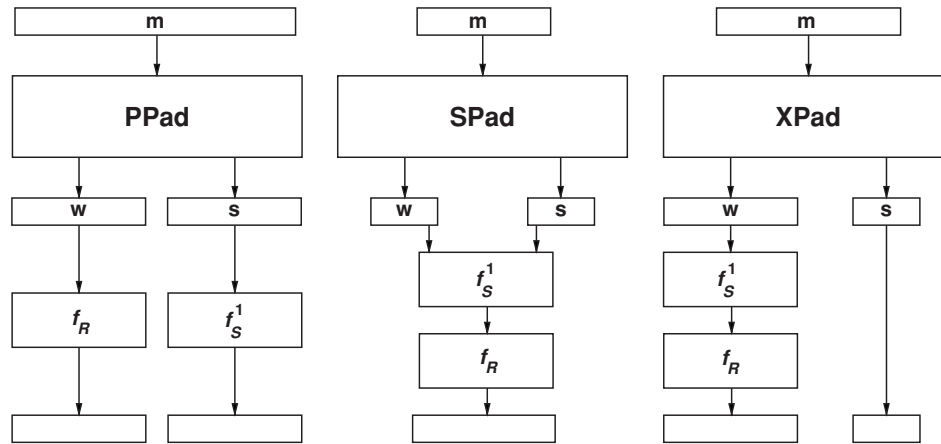 m m m
PPad SPad XPad
w s w s w s
f_S^1 f_S^1
f_R f_S^1
f_R f_R